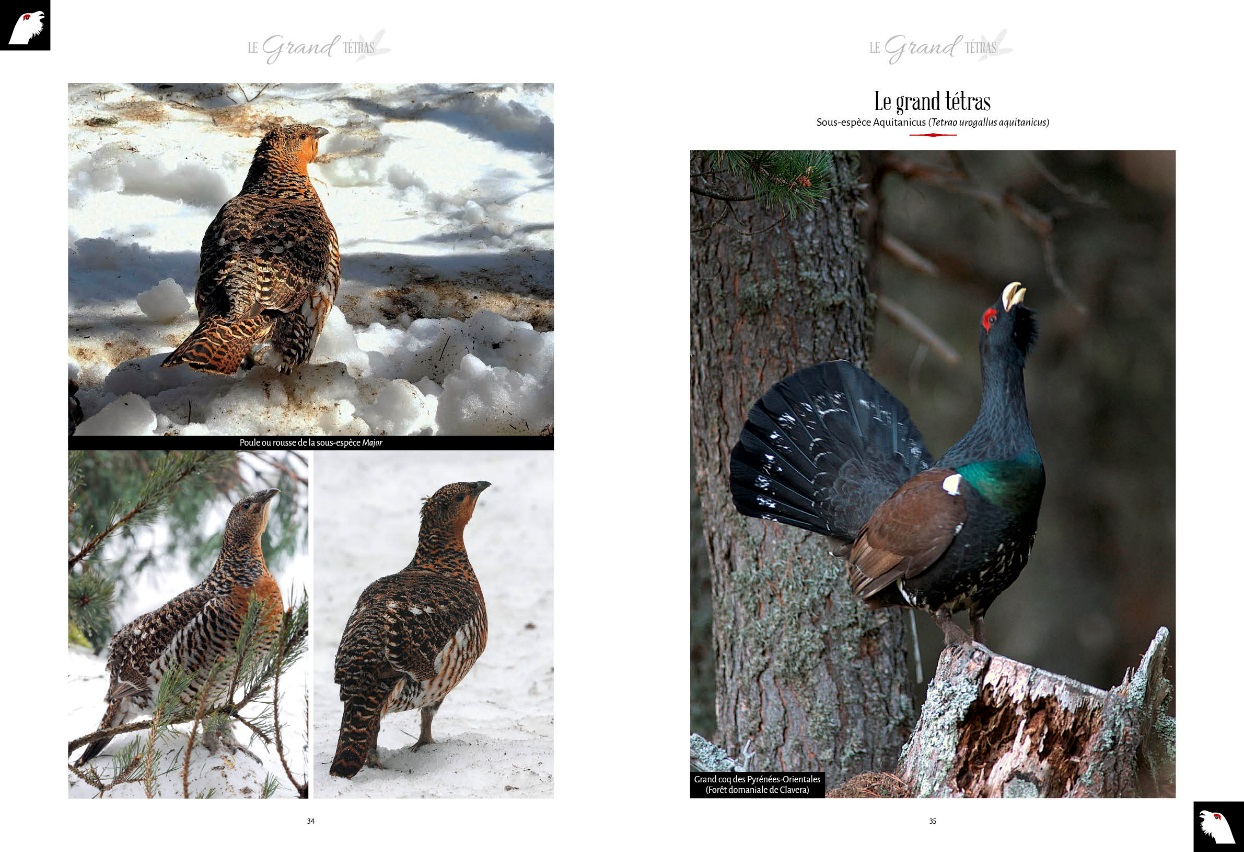 LE Grand TÉTRAS
Poule ou rousse de la sous-espèce Major
34
LE Grand TÉTRAS
Le grand tétras
Sous-espèce Aquitanicus (Tetrao urogallus aquitanicus)
Grand coq des Pyrénées-Orientales
(Forêt domaniale de Clavera)
35